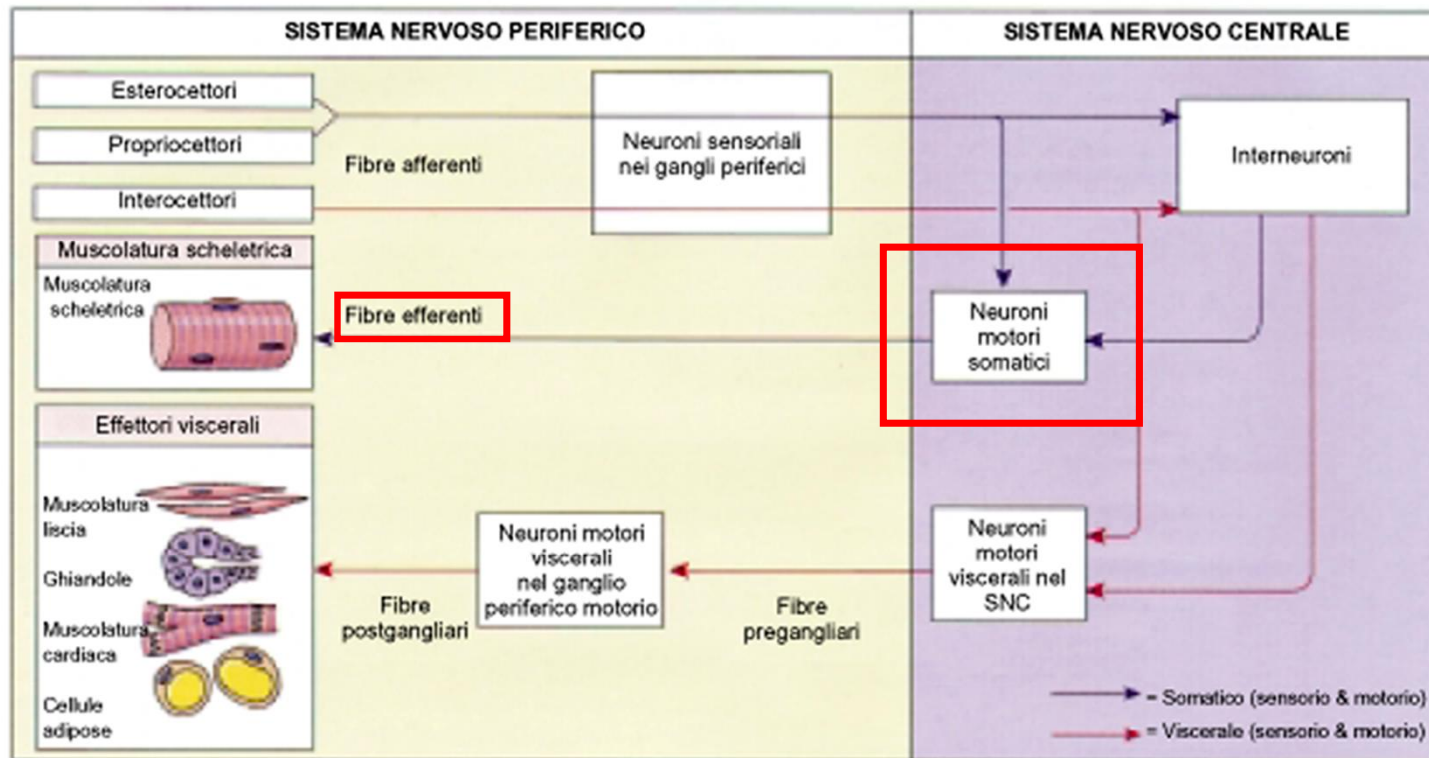 SISTEMA NERVOSO PERIFERICO
SISTEMA NERVOSO CENTRALE
Esterocettori
Propriocettori
Interocettori
Fibre afferenti
Neuroni sensoriali
nei gangli periferici
Interneuroni
Muscolatura scheletrica
Muscolatura
scheletrica
Fibre efferenti
Neuroni
motori
somatici
Effettori viscerali
Muscolatura
liscia
Ghiandole
Muscolatura
cardiaca
Cellule
adipose
Fibre
postgangliari
Neuroni motori
viscerali
nel ganglio
periferico motorio
Fibre
pregangliari
Neuroni
motori
viscerali nel
SNC
= Somatico (sensorio & motorio)
= Viscerale (sensorio & motorio)